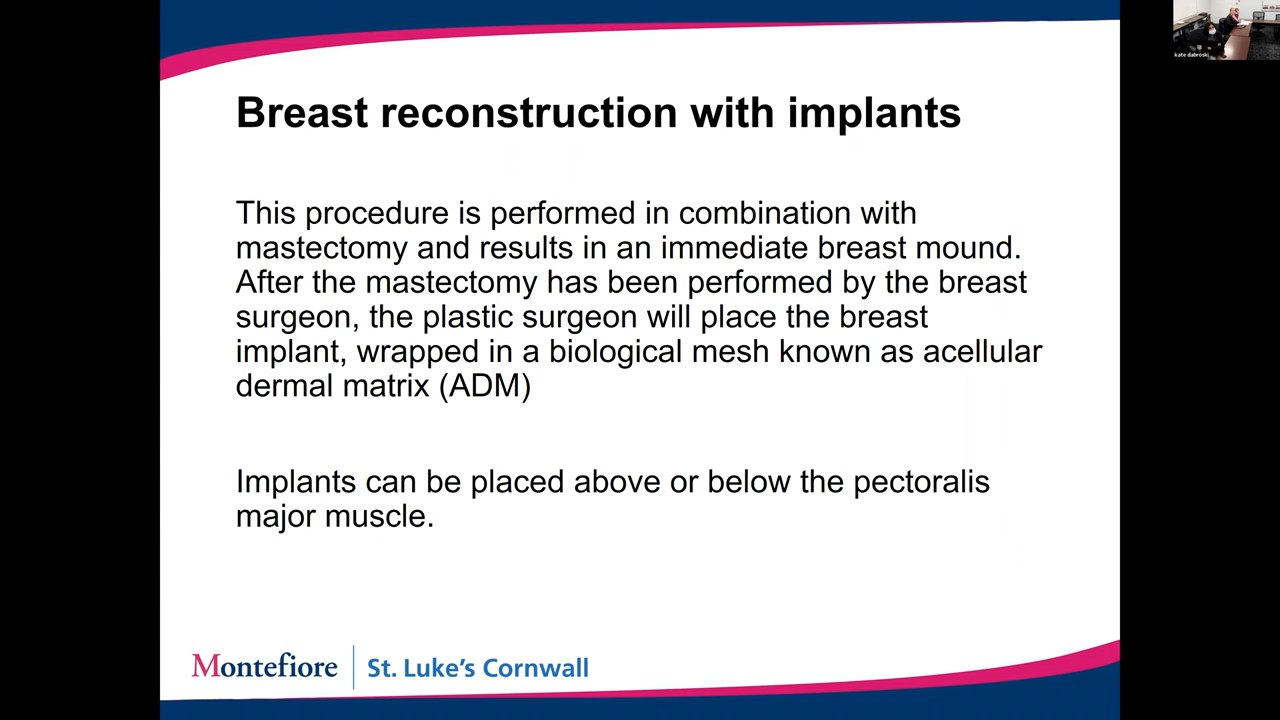 kate dabroski
Breast reconstruction with implants
This procedure is performed in combination with
mastectomy and results in an immediate breast mound.
After the mastectomy has been performed by the breast
surgeon, the plastic surgeon will place the breast
implant, wrapped in a biological mesh known as acellular
dermal matrix (ADM)
Implants can be placed above or below the pectoralis
major muscle.
Montefiore | St. Luke's Cornwall